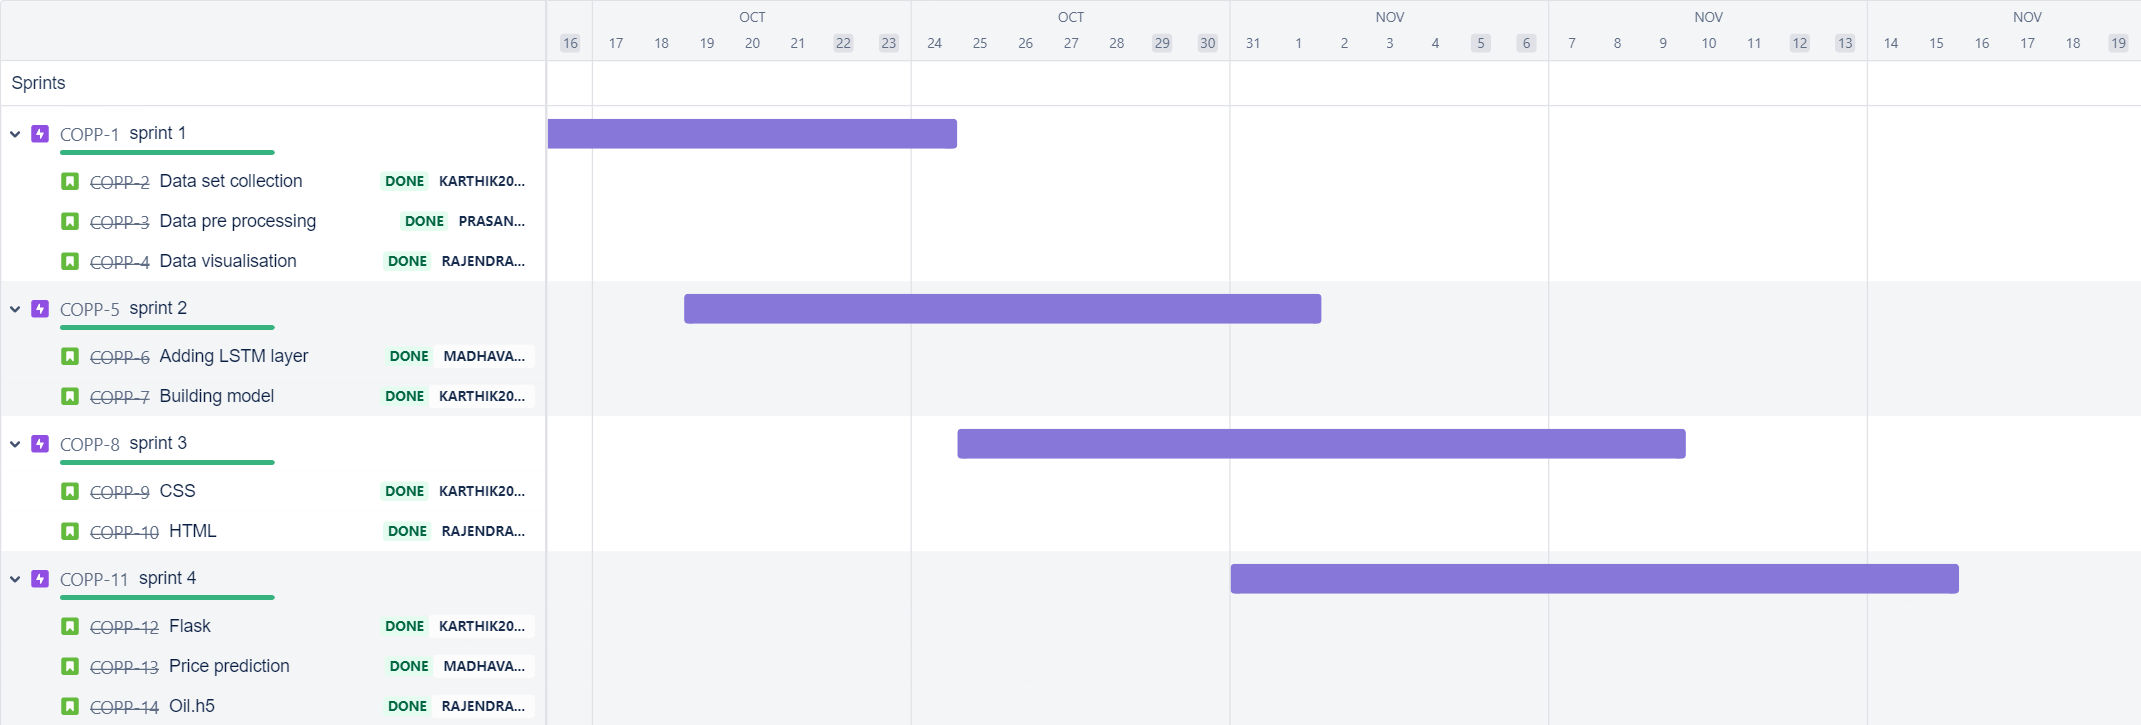 OCT OCT NOV NOV NOV
16 17 18 19 20 21 22 23 24 25 26 27 28 29 30 31 1 2 3 4 5 6 7 8 9 10 11 12 13 14 15 16 17 18 19
Sprints
COPP-1 sprint 1
COPP-2 Data set collection DONE KARTHIK20...
COPP-3 Data pre processing DONE PRASAN...
COPP-4 Data visualisation DONE RAJENDRA...
COPP-5 sprint 2
COPP-6 Adding LSTM layer DONE MADHAVA...
COPP-7 Building model DONE KARTHIK20...
COPP-8 sprint 3
COPP-9 CSS DONE KARTHIK20...
COPP-10 HTML DONE RAJENDRA...
COPP-11 sprint 4
COPP-12 Flask DONE KARTHIK20...
COPP-13 Price prediction DONE MADHAVA...
COPP-14 Oil.h5 DONE RAJENDRA...